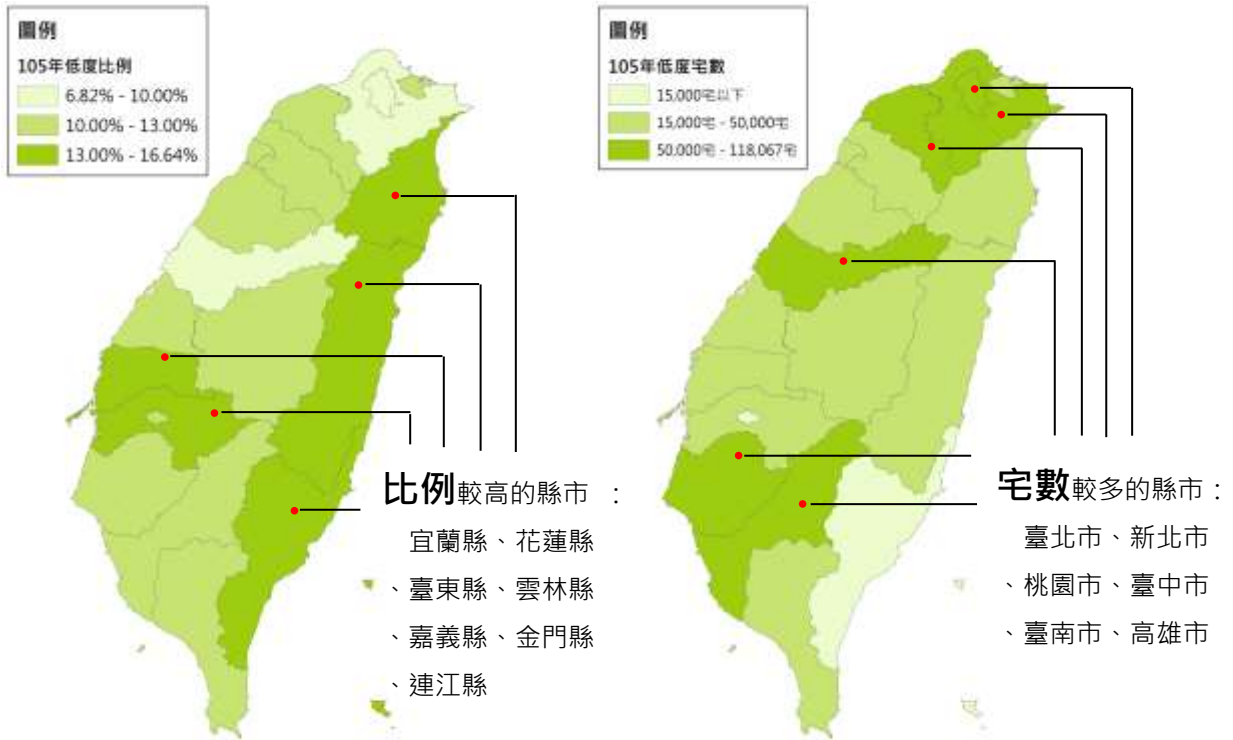 圖例
105年低度比例
6.82% - 10.00%
10.00% - 13.00%
13.00% - 16.64%
比例較高的縣市 :
宜蘭縣、花蓮縣
、臺東縣、雲林縣
、嘉義縣、金門縣
、連江縣
圖例
105年低度宅數
15,000宅以下
15,000宅 - 50,000宅
50,000宅 - 118,067宅
宅數較多的縣市 :
臺北市、新北市
、桃園市、臺中市
、臺南市、高雄市